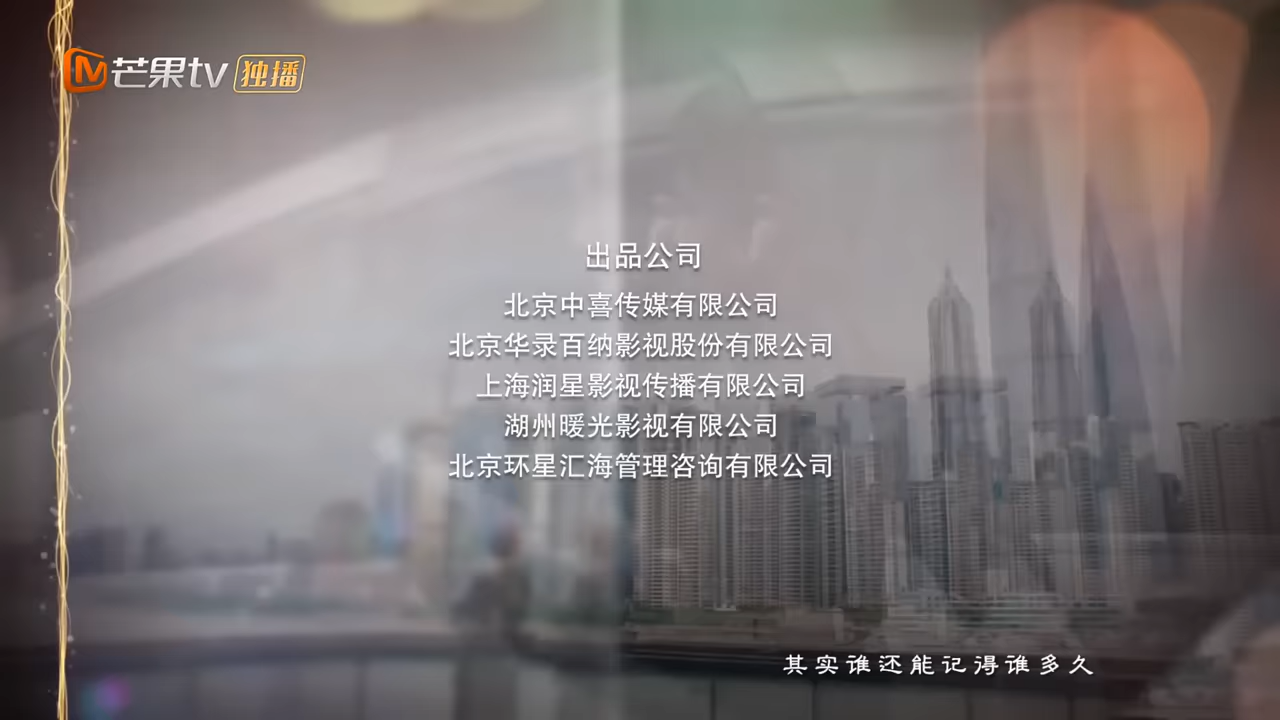 芒果tv 独播
出品公司
北京中喜传媒有限公司
北京华录百纳影视股份有限公司
上海润星影视传播有限公司
湖州暖光影视有限公司
北京环星汇海管理咨询有限公司
其实谁还能记得谁多久